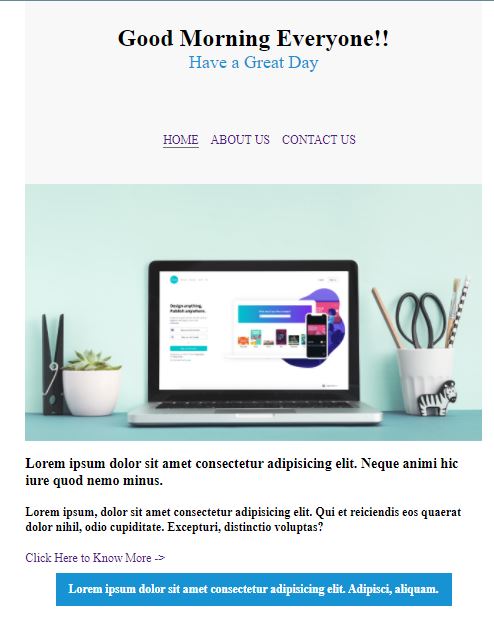 Good Morning Everyone!!
Have a Great Day
HOME ABOUT US CONTACT US
Design anything,
Publish anywhere.
Lorem ipsum dolor sit amet consectetur adipisicing elit. Neque animi hic
iure quod nemo minus.
Lorem ipsum, dolor sit amet consectetur adipisicing elit. Qui et reiciendis eos quaerat
dolor nihil, odio cupiditate. Excepturi, distinctio voluptas?
Click Here to Know More ->
Lorem ipsum dolor sit amet consectetur adipisicing elit. Adipisci, aliquam.